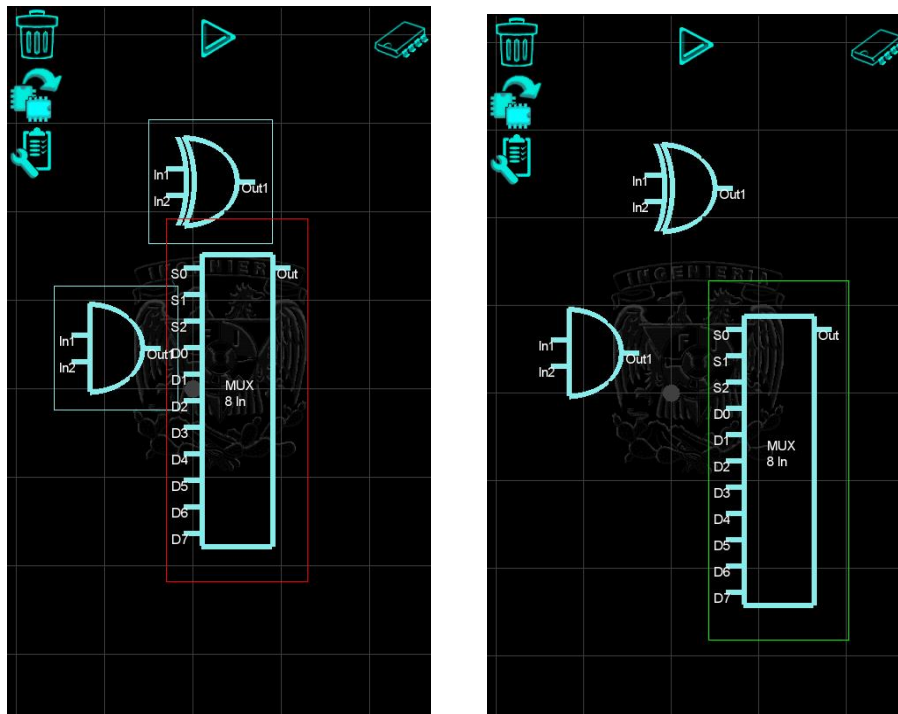 In1
In2
Out1
INGENIERIA
S0
Out
S1
S2
In1
Out1
D0
In2
D1
MUX
8 In
D2
D3
D4
D5
D6
D7
In1
In2
Out1
INGENIERIA
S0
Out
In1
Out1
S1
In2
S2
D0
D1
MUX
8 In
D2
D3
D4
D5
D6
D7